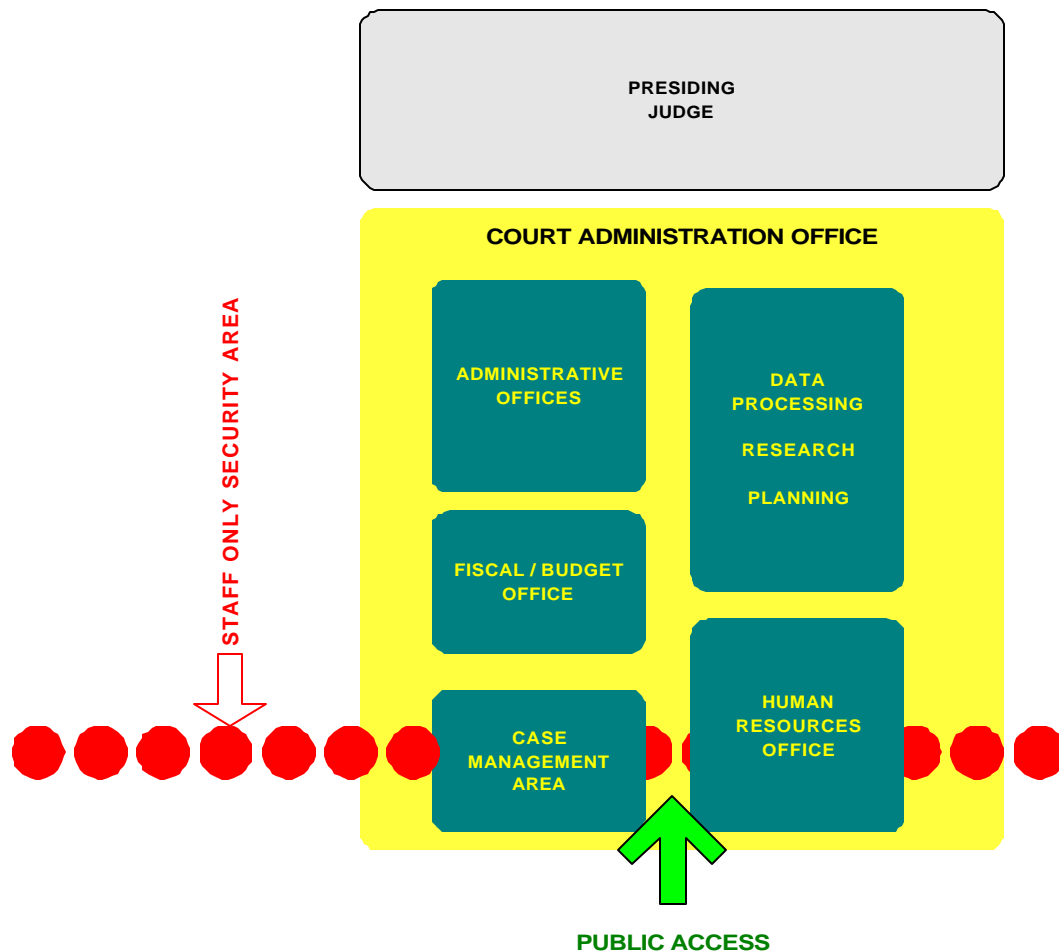 PRESIDING
JUDGE
COURT ADMINISTRATION OFFICE
STAFF ONLY SECURITY AREA
ADMINISTRATIVE
OFFICES
DATA
PROCESSING
RESEARCH
PLANNING
FISCAL / BUDGET
OFFICE
CASE
MANAGEMENT
AREA
HUMAN
RESOURCES
OFFICE
PUBLIC ACCESS